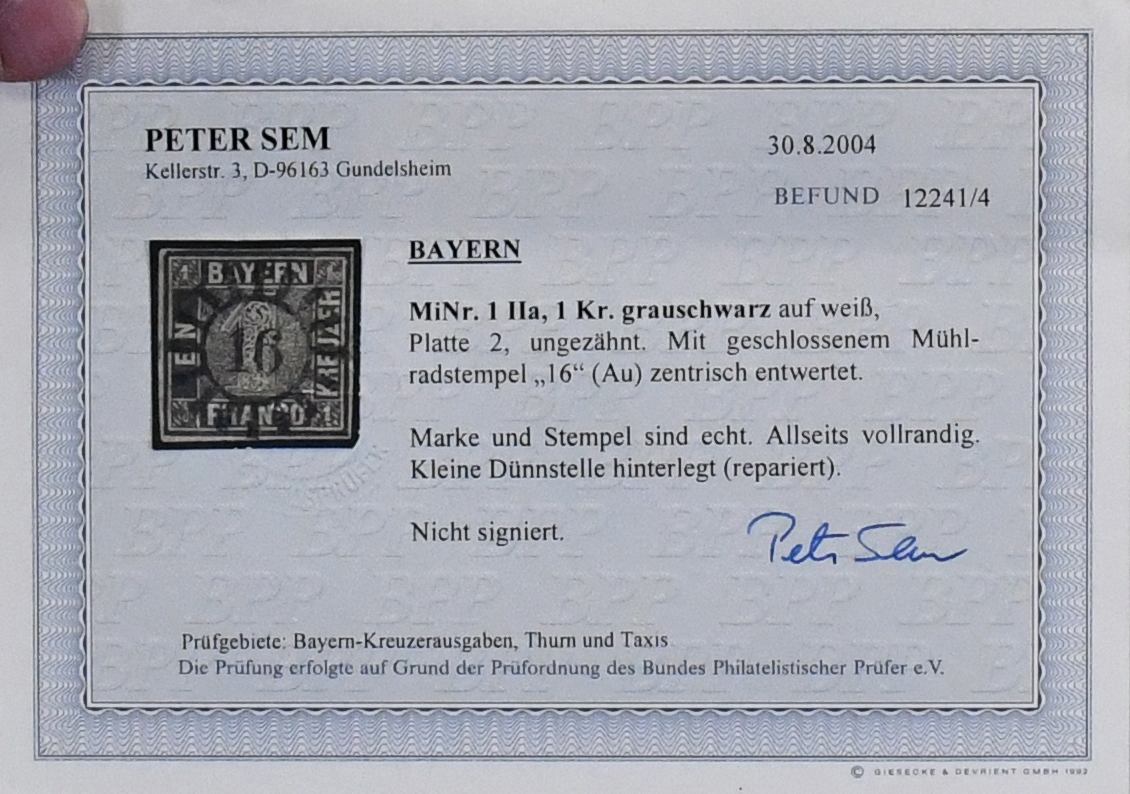 PETER SEM
Kellerstr. 3, D-96163 Gundelsheim
30.8.2004
BEFUND 12241/4
BAYERN
16
FRANCO
BAYERN
MiNr. 1 IIa, 1 Kr. grauschwarz auf weiß,
Platte 2, ungezähnt. Mit geschlossenem Mühl-
radstempel „16“ (Au) zentrisch entwertet.
Marke und Stempel sind echt. Allseits vollrandig.
Kleine Dünnstelle hinterlegt (repariert).
Nicht signiert.
Peter Sem
Prüfgebiete: Bayern-Kreuzerausgaben, Thurn und Taxis
Die Prüfung erfolgte auf Grund der Prüfordnung des Bundes Philatelistischer Prüfer e.V.
© GIESECKE & DEVRIENT GMBH 1992